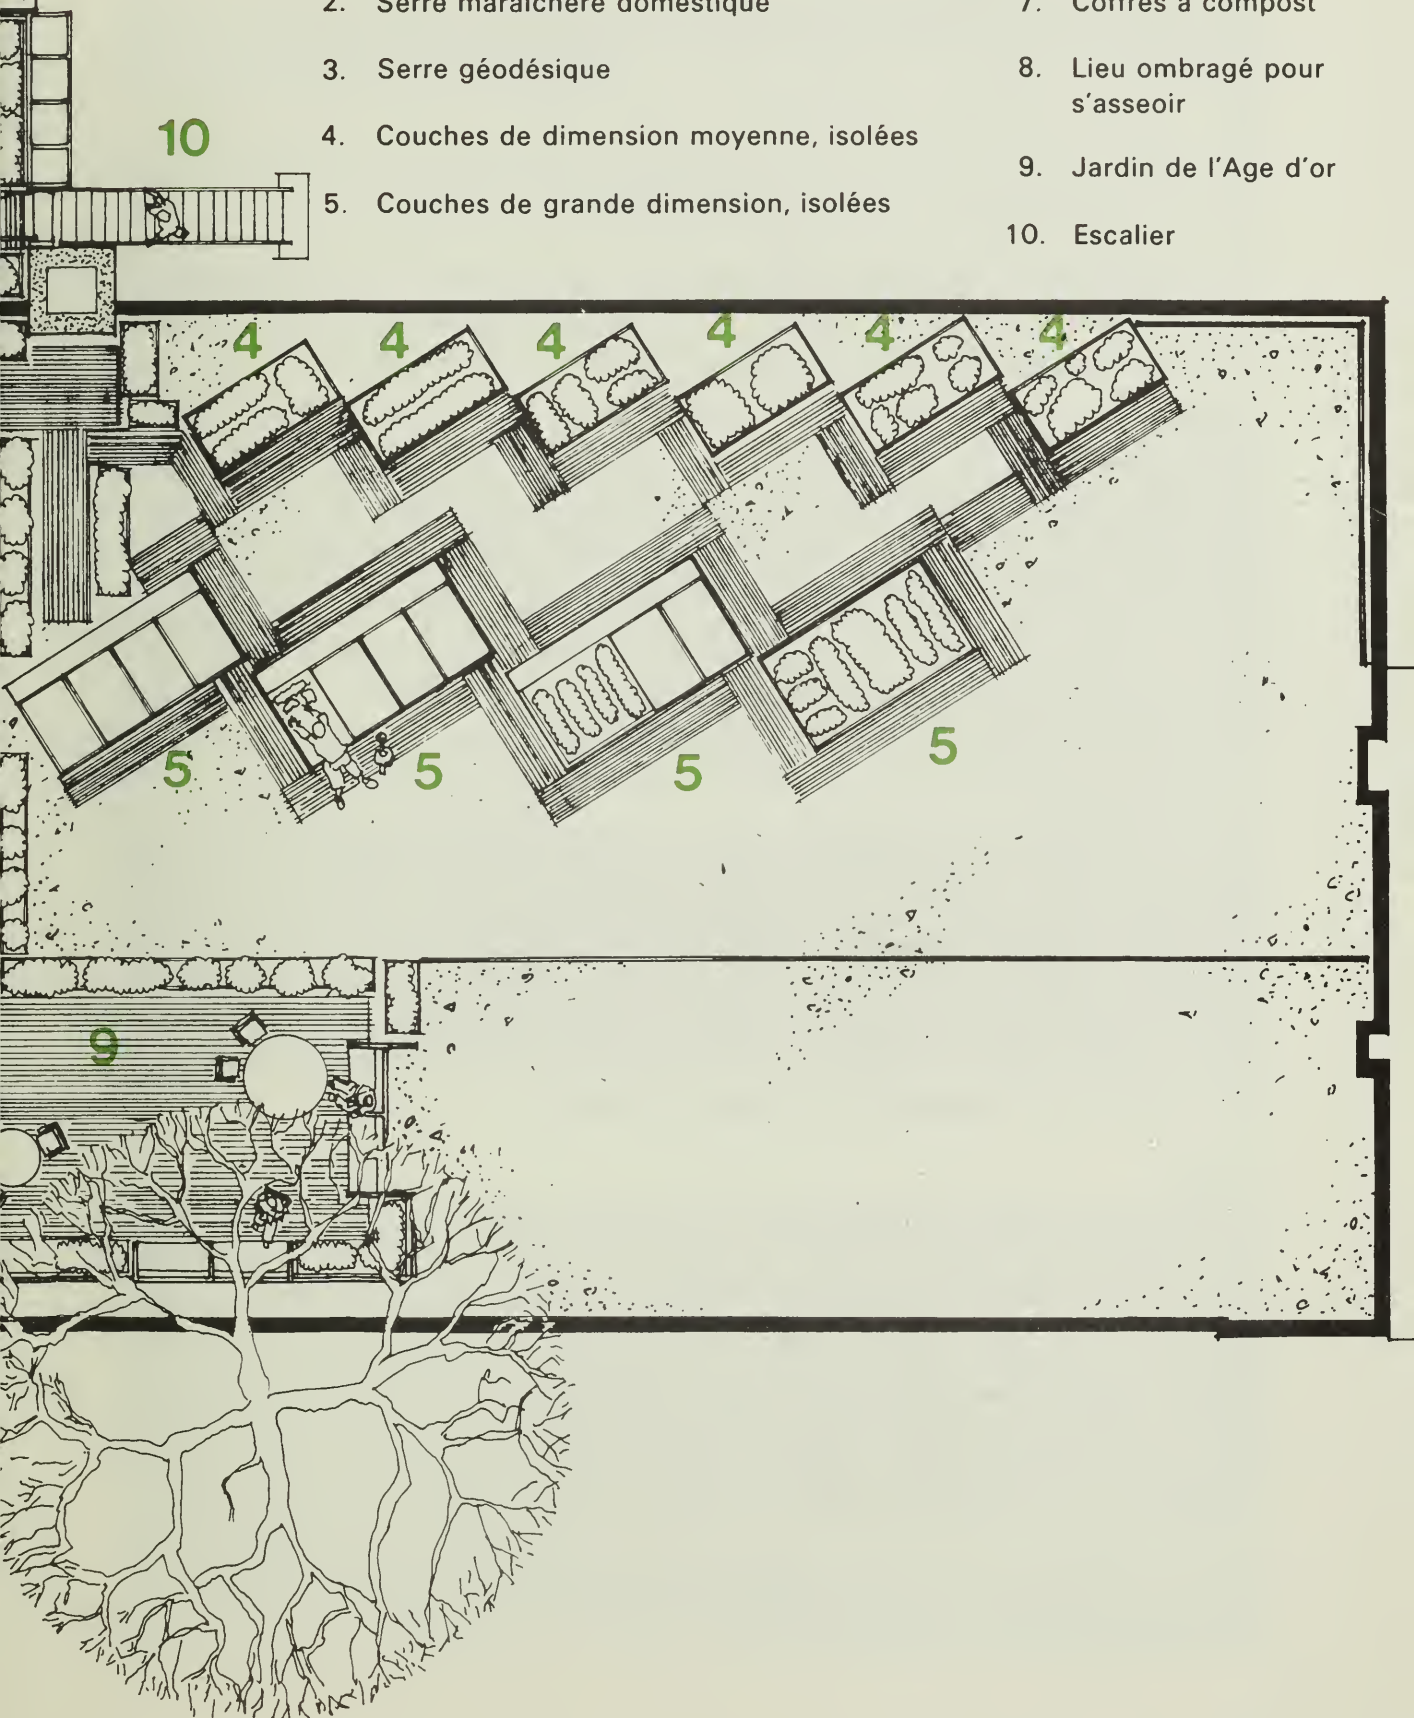 2. Serre maraîchère domestique
3. Serre géodésique
4. Couches de dimension moyenne, isolées
5. Couches de grande dimension, isolées
7. Coffres à compost
8. Lieu ombragé pour
s'asseoir
9. Jardin de l'Age d'or
10. Escalier
10
4 4 4 4 4 4
5 5 5 5
9